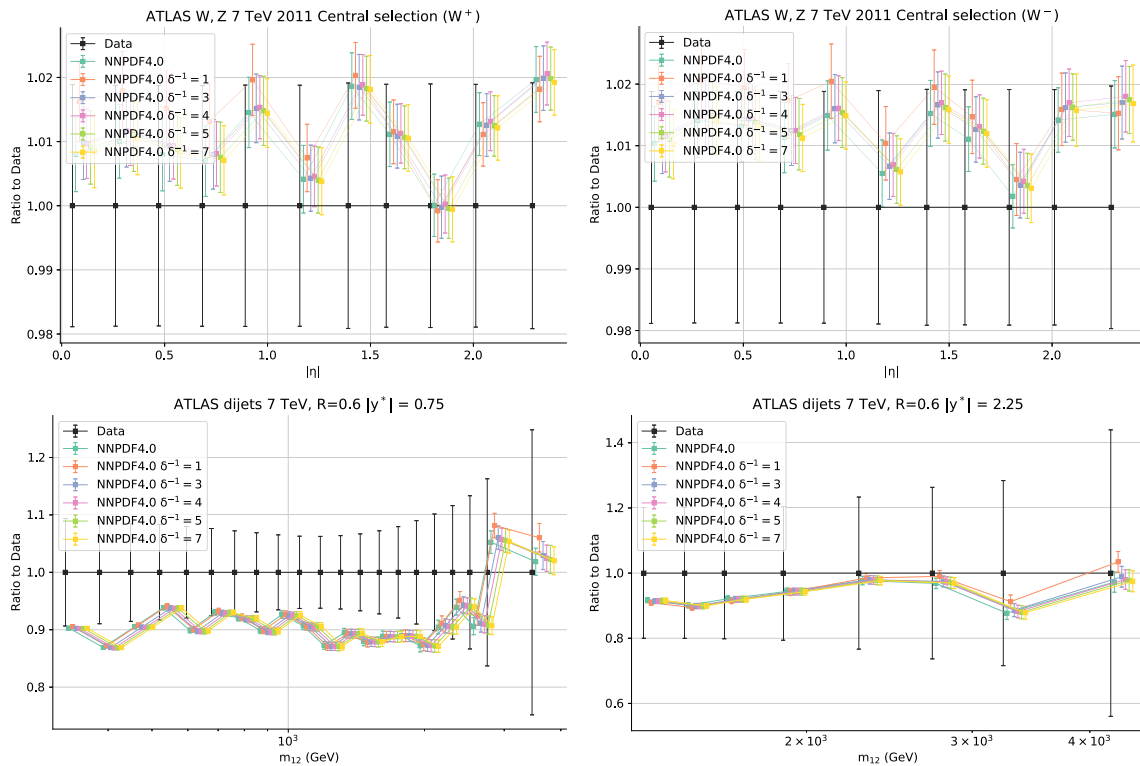 ATLAS W, Z 7 TeV 2011 Central selection (W⁺)
Data
NNPDF4.0
NNPDF4.0 δ⁻¹ = 1
NNPDF4.0 δ⁻¹ = 3
NNPDF4.0 δ⁻¹ = 4
NNPDF4.0 δ⁻¹ = 5
NNPDF4.0 δ⁻¹ = 7
Ratio to Data
1.02
1.01
1.00
0.99
0.98
0.0 0.5 1.0 1.5 2.0
|η|
ATLAS W, Z 7 TeV 2011 Central selection (W⁻)
Data
NNPDF4.0
NNPDF4.0 δ⁻¹ = 1
NNPDF4.0 δ⁻¹ = 3
NNPDF4.0 δ⁻¹ = 4
NNPDF4.0 δ⁻¹ = 5
NNPDF4.0 δ⁻¹ = 7
Ratio to Data
1.02
1.01
1.00
0.99
0.98
0.0 0.5 1.0 1.5 2.0
|η|
ATLAS dijets 7 TeV, R=0.6 |y*| = 0.75
Data
NNPDF4.0
NNPDF4.0 δ⁻¹ = 1
NNPDF4.0 δ⁻¹ = 3
NNPDF4.0 δ⁻¹ = 4
NNPDF4.0 δ⁻¹ = 5
NNPDF4.0 δ⁻¹ = 7
Ratio to Data
1.2
1.1
1.0
0.9
0.8
10³
m₁₂ (GeV)
ATLAS dijets 7 TeV, R=0.6 |y*| = 2.25
Data
NNPDF4.0
NNPDF4.0 δ⁻¹ = 1
NNPDF4.0 δ⁻¹ = 3
NNPDF4.0 δ⁻¹ = 4
NNPDF4.0 δ⁻¹ = 5
NNPDF4.0 δ⁻¹ = 7
Ratio to Data
1.4
1.2
1.0
0.8
0.6
2 × 10³ 3 × 10³ 4 × 10³
m₁₂ (GeV)